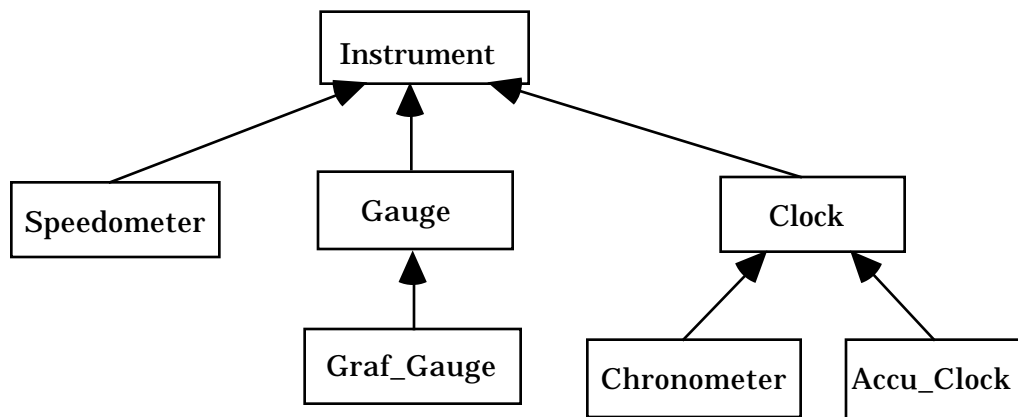 Instrument
Speedometer
Gauge
Clock
Graf_Gauge
Chronometer
Accu_Clock